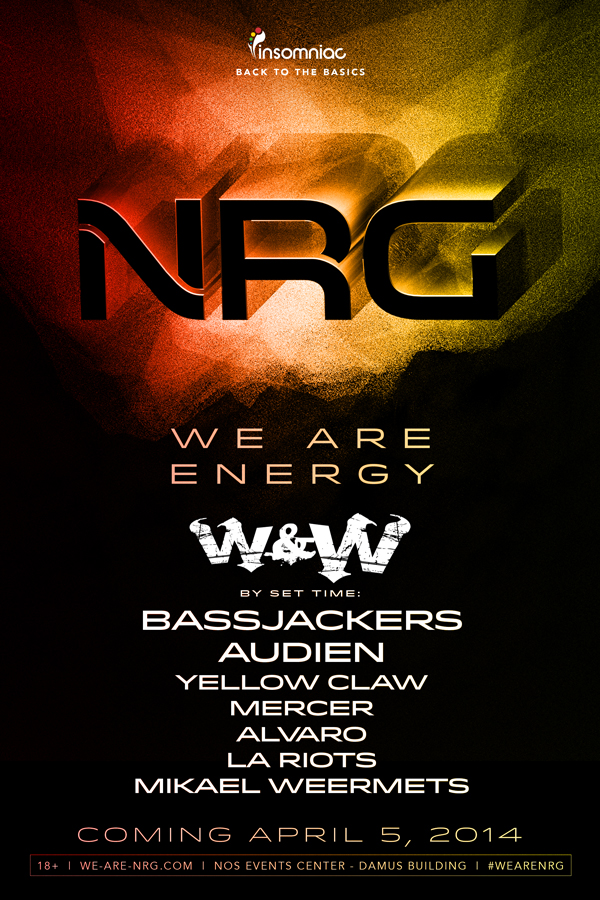 insomniac
BACK TO THE BASICS
NRG
WE ARE
ENERGY
W&W
BY SET TIME:
BASSJACKERS
AUDIEN
YELLOW CLAW
MERCER
ALVARO
LA RIOTS
MIKAEL WEERMETS
COMING APRIL 5, 2014
18+ | WE-ARE-NRG.COM | NOS EVENTS CENTER - DAMUS BUILDING | #WEARENRG